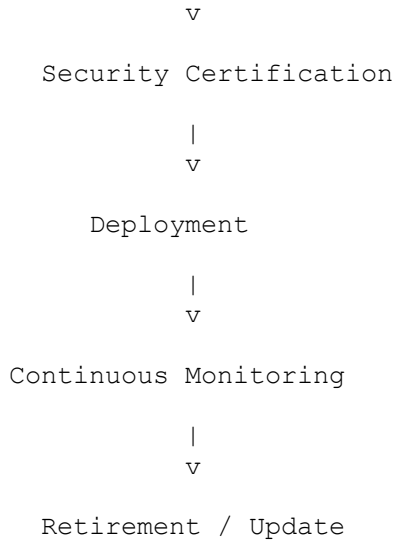 v
Security Certification
|
v
Deployment
|
v
Continuous Monitoring
|
v
Retirement / Update